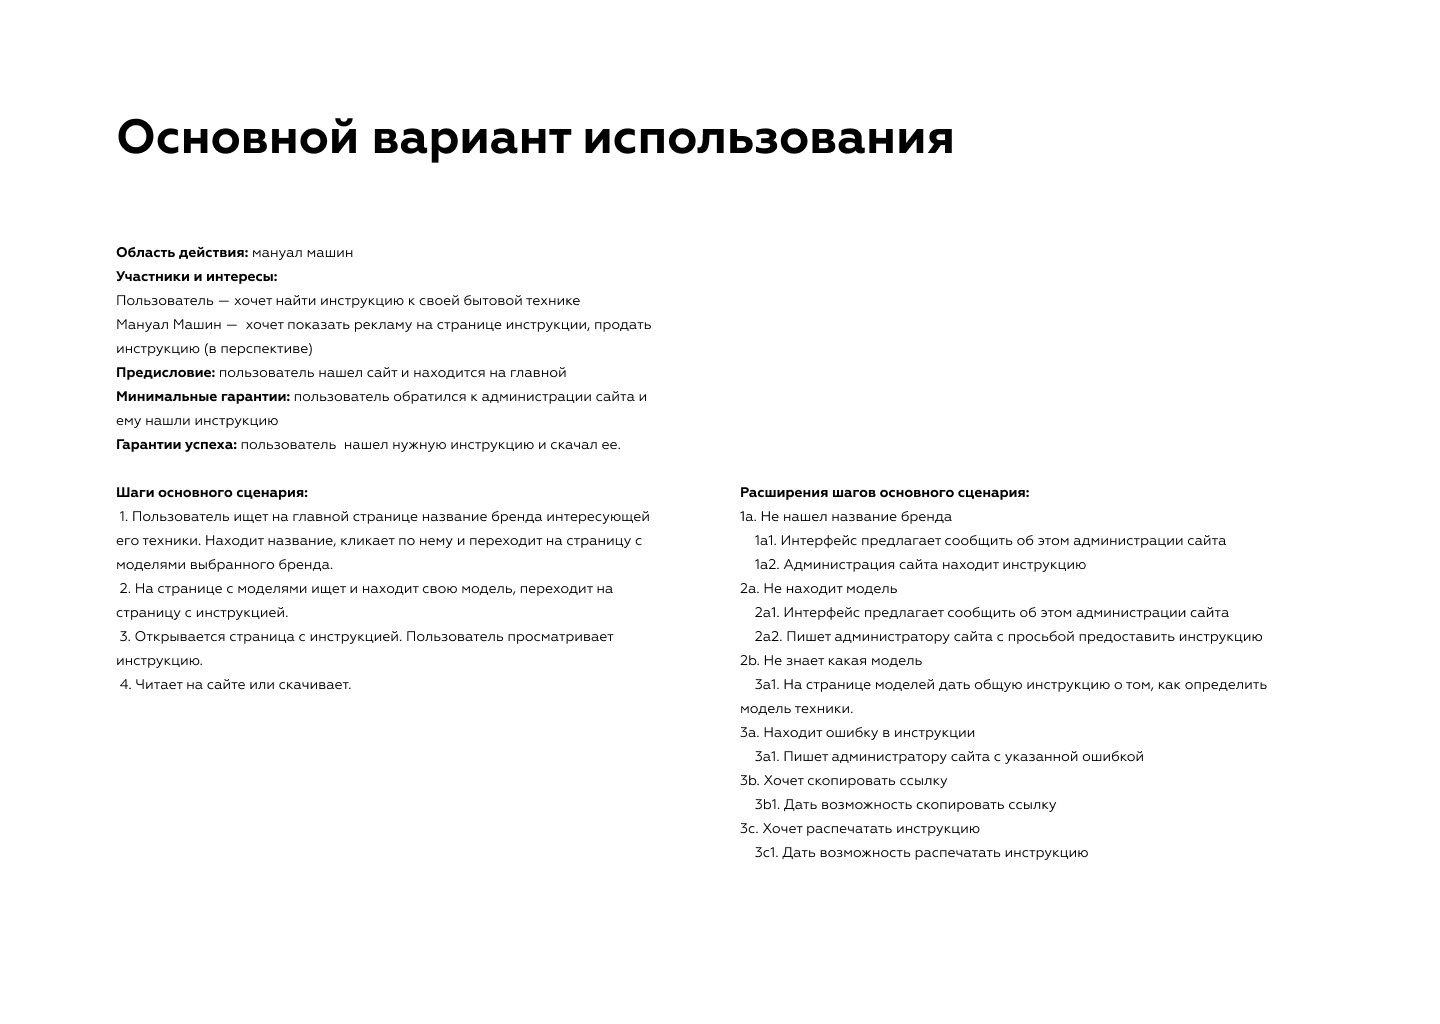 Основной вариант использования
Область действия: мануал машин
Участники и интересы:
Пользователь — хочет найти инструкцию к своей бытовой технике
Мануал Машин —  хочет показать рекламу на странице инструкции, продать
инструкцию (в перспективе)
Предисловие: пользователь нашел сайт и находится на главной
Минимальные гарантии: пользователь обратился к администрации сайта и
ему нашли инструкцию
Гарантии успеха: пользователь  нашел нужную инструкцию и скачал ее.
Шаги основного сценария:
1. Пользователь ищет на главной странице название бренда интересующей
его техники. Находит название, кликает по нему и переходит на страницу с
моделями выбранного бренда.
2. На странице с моделями ищет и находит свою модель, переходит на
страницу с инструкцией.
3. Открывается страница с инструкцией. Пользователь просматривает
инструкцию.
4. Читает на сайте или скачивает.
Расширения шагов основного сценария:
1a. Не нашел название бренда
1a1. Интерфейс предлагает сообщить об этом администрации сайта
1a2. Администрация сайта находит инструкцию
2a. Не находит модель
2a1. Интерфейс предлагает сообщить об этом администрации сайта
2a2. Пишет администратору сайта с просьбой предоставить инструкцию
2b. Не знает какая модель
3a1. На странице моделей дать общую инструкцию о том, как определить
модель техники.
3a. Находит ошибку в инструкции
3a1. Пишет администратору сайта с указанной ошибкой
3b. Хочет скопировать ссылку
3b1. Дать возможность скопировать ссылку
3c. Хочет распечатать инструкцию
3c1. Дать возможность распечатать инструкцию